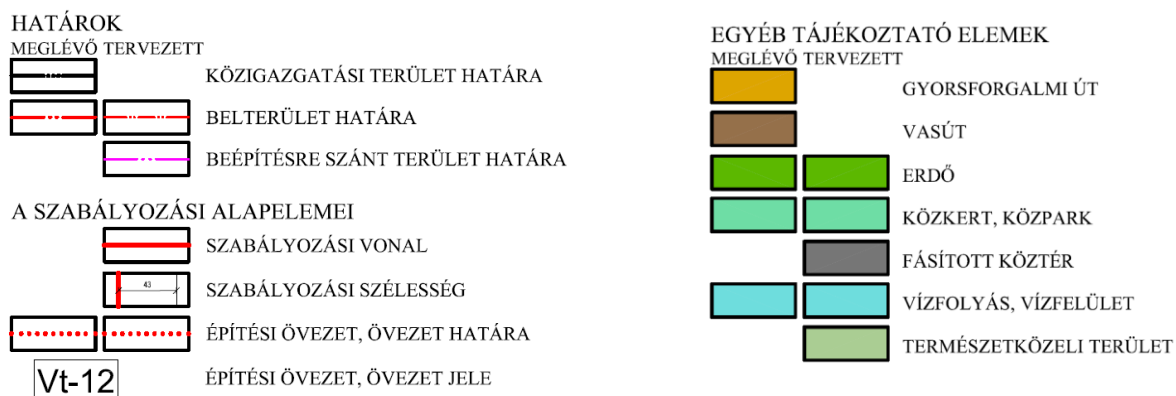 HATÁROK
MEGLÉVŐ TERVEZETT
KÖZIGAZGATÁSI TERÜLET HATÁRA
BELTERÜLET HATÁRA
BEÉPÍTÉSRE SZÁNT TERÜLET HATÁRA
A SZABÁLYOZÁSI ALAPELEMEI
SZABÁLYOZÁSI VONAL
43
SZABÁLYOZÁSI SZÉLESSÉG
ÉPÍTÉSI ÖVEZET, ÖVEZET HATÁRA
Vt-12
ÉPÍTÉSI ÖVEZET, ÖVEZET JELE
EGYÉB TÁJÉKOZTATÓ ELEMEK
MEGLÉVŐ TERVEZETT
GYORSFORGALMI ÚT
VASÚT
ERDŐ
KÖZKERT, KÖZPARK
FÁSÍTOTT KÖZTÉR
VÍZFOLYÁS, VÍZFELÜLET
TERMÉSZETKÖZELI TERÜLET